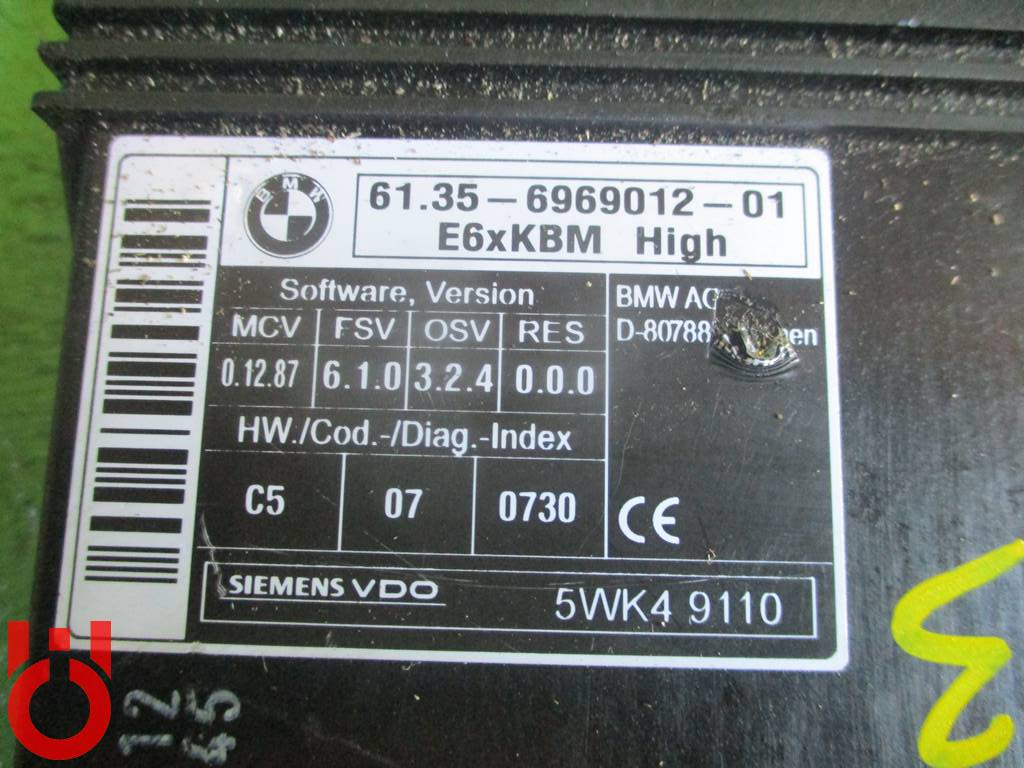 BMW
61.35-6969012-01
E6xKBM High
Software, Version
MCV FSV OSV RES
0.12.87 6.1.0 3.2.4 0.0.0
HW./Cod.-/Diag.-Index
C5 07 0730
BMW AG
CE
SIEMENS VDO
5WK4 9110
12
45
3